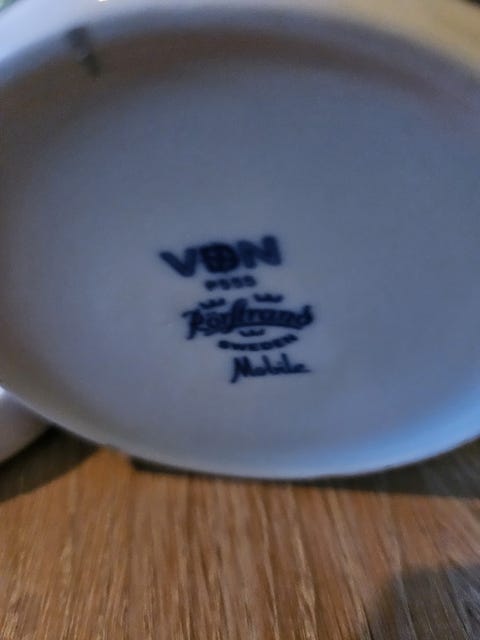 VDN
Rörstrand
SWEDEN
Mobile